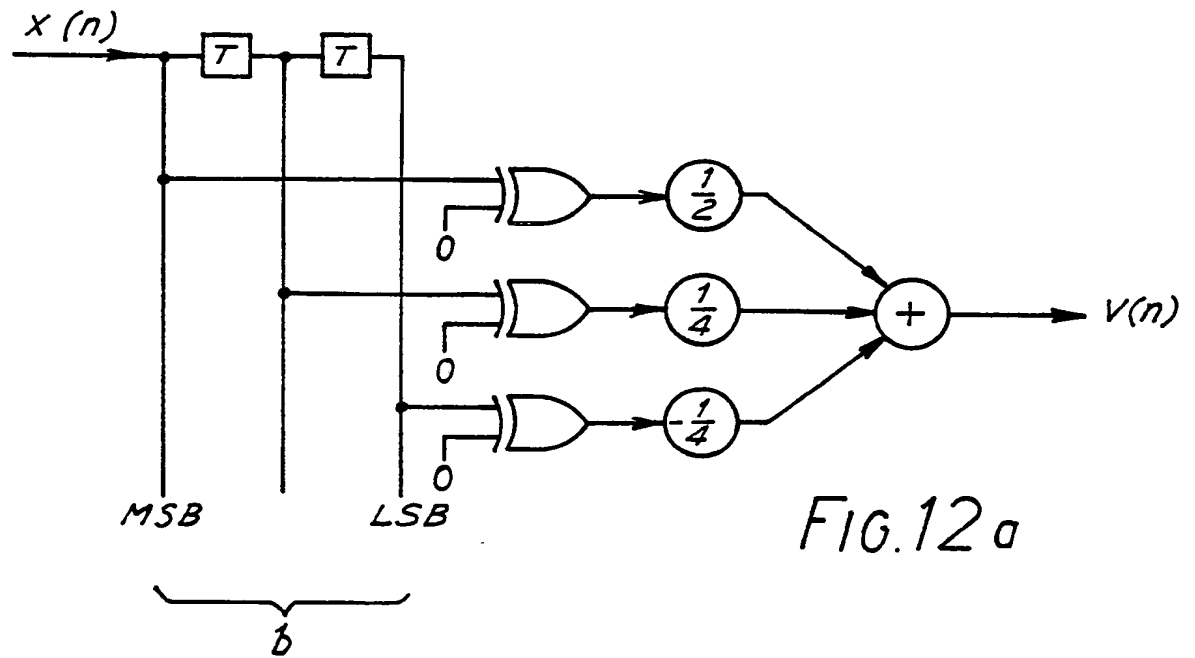 x (n)
T T
1/2
0
1/4
0
+
V(n)
-1/4
0
MSB LSB
FIG.12a
b